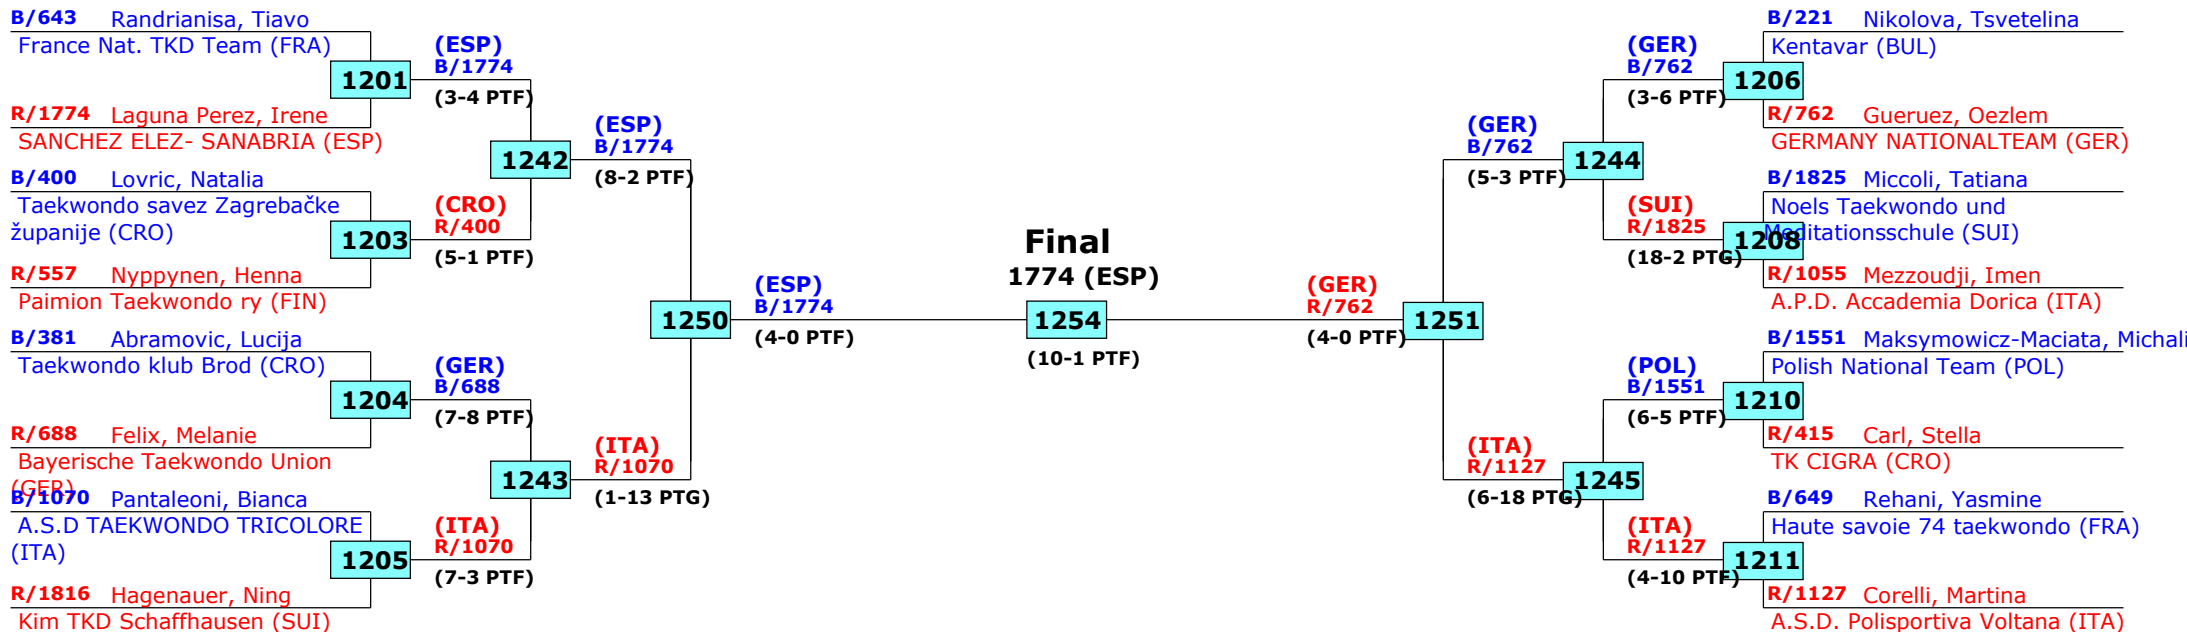 B/643 Randrianisa, Tiavo
France Nat. TKD Team (FRA)
1201
R/1774 Laguna Perez, Irene
SANCHEZ ELEZ- SANABRIA (ESP)
(ESP)
B/1774
(3-4 PTF)
B/400 Lovric, Natalia
Taekwondo savez Zagrebačke
županije (CRO)
1203
R/557 Nyppynen, Henna
Paimion Taekwondo ry (FIN)
(CRO)
R/400
(5-1 PTF)
1242
(ESP)
B/1774
(8-2 PTF)
B/381 Abramovic, Lucija
Taekwondo klub Brod (CRO)
1204
R/688 Felix, Melanie
Bayerische Taekwondo Union
(GER)
(GER)
B/688
(7-8 PTF)
B/1070 Pantaleoni, Bianca
A.S.D TAEKWONDO TRICOLORE
(ITA)
1205
R/1816 Hagenauer, Ning
Kim TKD Schaffhausen (SUI)
(ITA)
R/1070
(7-3 PTF)
1243
(ITA)
R/1070
(1-13 PTG)
1250
(ESP)
B/1774
(4-0 PTF)
Final
1774 (ESP)
1254
(10-1 PTF)
(GER)
R/762
(4-0 PTF)
1251
(GER)
B/762
(5-3 PTF)
1244
(GER)
B/762
(3-6 PTF)
1206
B/221 Nikolova, Tsvetelina
Kentavar (BUL)
R/762 Gueruez, Oezlem
GERMANY NATIONALTEAM (GER)
(SUI)
R/1825
(18-2 PTG)
1208
B/1825 Miccoli, Tatiana
Noels Taekwondo und
Meditationsschule (SUI)
R/1055 Mezzoudji, Imen
A.P.D. Accademia Dorica (ITA)
(ITA)
R/1127
(6-18 PTG)
1245
(POL)
B/1551
(6-5 PTF)
1210
B/1551 Maksymowicz-Maciata, Michali
Polish National Team (POL)
R/415 Carl, Stella
TK CIGRA (CRO)
(ITA)
R/1127
(4-10 PTF)
1211
B/649 Rehani, Yasmine
Haute savoie 74 taekwondo (FRA)
R/1127 Corelli, Martina
A.S.D. Polisportiva Voltana (ITA)